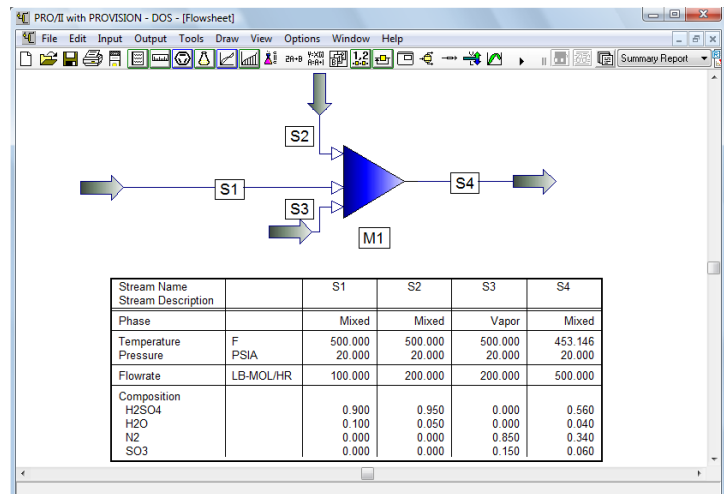 PRO/II with PROVISION - DOS - [Flowsheet]
File Edit Input Output Tools Draw View Options Window Help
1.2
Summary Report
S2
S1
S4
S3
M1
Stream Name S1 S2 S3 S4
Stream Description
Phase Mixed Mixed Vapor Mixed
Temperature F 500.000 500.000 500.000 453.146
Pressure PSIA 20.000 20.000 20.000 20.000
Flowrate LB-MOL/HR 100.000 200.000 200.000 500.000
Composition
H2SO4 0.900 0.950 0.000 0.560
H2O 0.100 0.050 0.000 0.040
N2 0.000 0.000 0.850 0.340
SO3 0.000 0.000 0.150 0.060